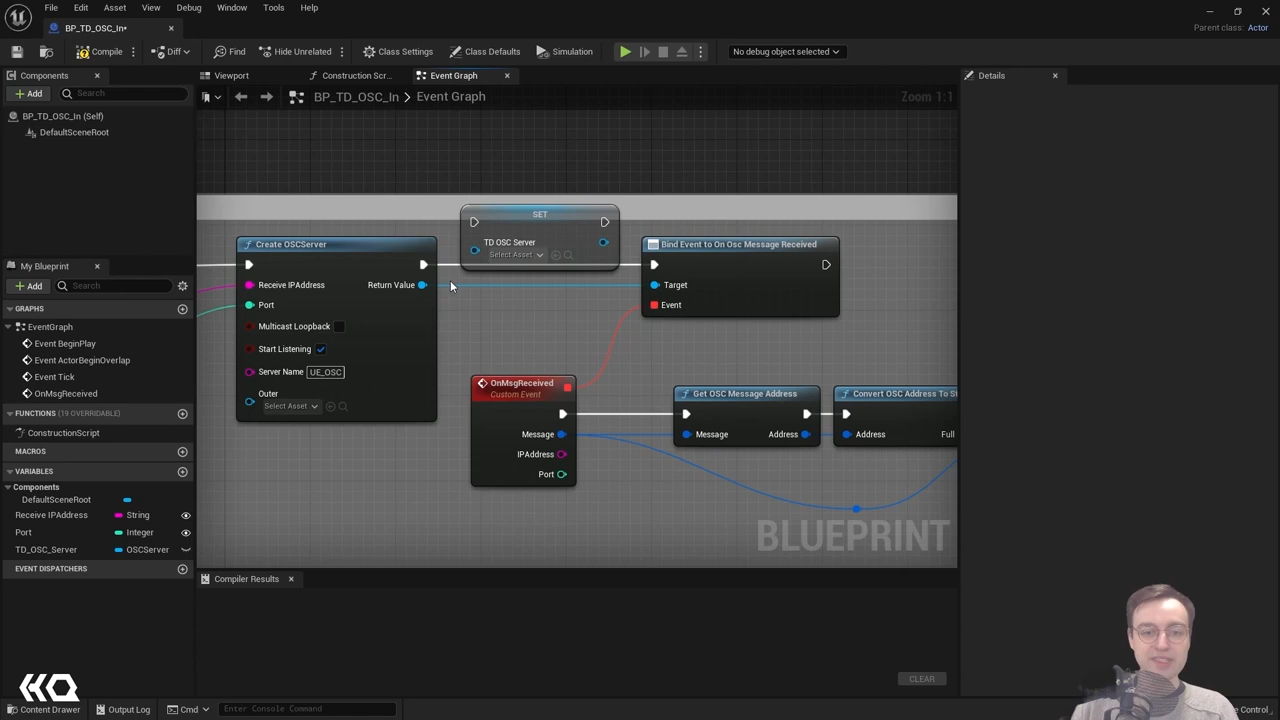 File Edit Asset View Debug Window Tools Help
BP_TD_OSC_In•
Parent class: Actor
Compile Diff Find Hide Unrelated Class Settings Class Defaults Simulation No debug object selected
Components
Viewport Construction Scr... Event Graph
Details
Add Search
BP_TD_OSC_In > Event Graph
Zoom 1:1
BP_TD_OSC_In (Self)
DefaultSceneRoot
SET
TD OSC Server
Select Asset
Create OSCServer
Receive IPAddress Return Value
Port
Multicast Loopback
Start Listening
Server Name UE_OSC
Outer
Select Asset
Bind Event to On Osc Message Received
Target
Event
OnMsgReceived
Custom Event
Message
IPAddress
Port
Get OSC Message Address
Message Address
Convert OSC Address To St
Address Full
BLUEPRINT
My Blueprint
Add Search
GRAPHS
EventGraph
Event BeginPlay
Event ActorBeginOverlap
Event Tick
OnMsgReceived
FUNCTIONS (19 OVERRIDABLE)
ConstructionScript
MACROS
VARIABLES
Components
DefaultSceneRoot
Receive IPAddress String
Port Integer
TD_OSC_Server OSCServer
EVENT DISPATCHERS
Compiler Results
CLEAR
Content Drawer Output Log Cmd Enter Console Command
e Control